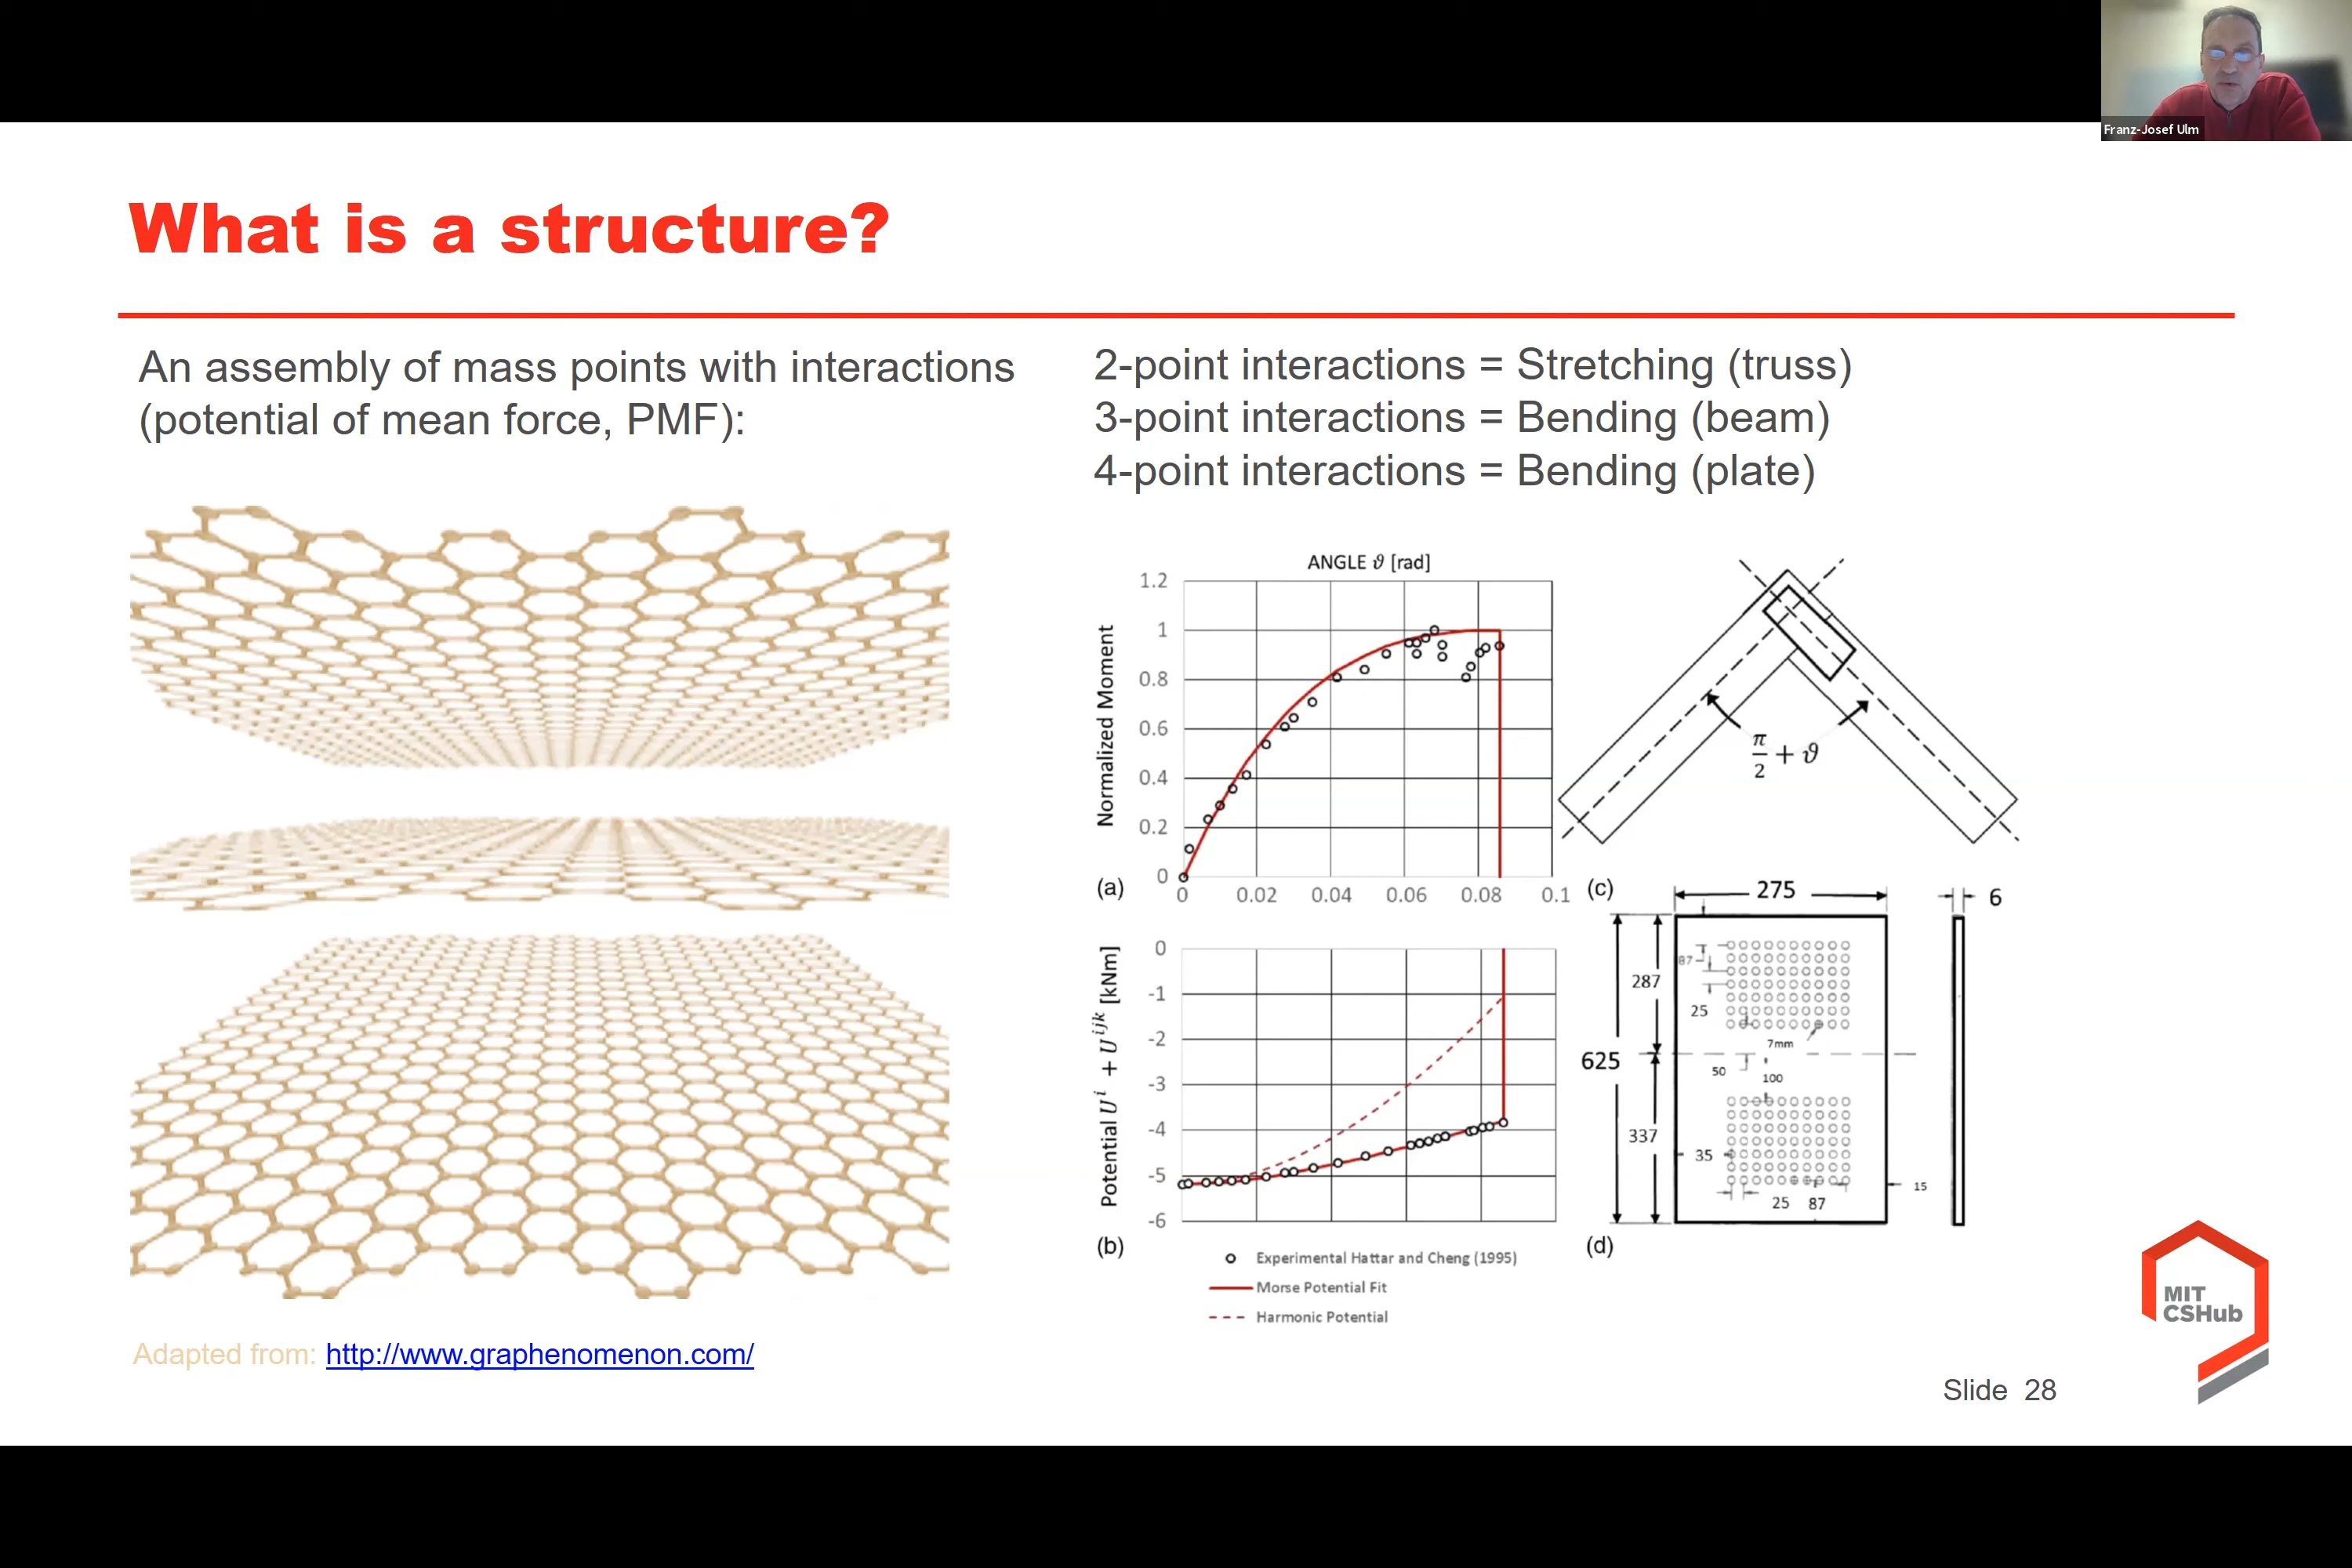 Franz-Josef Ulm
What is a structure?
An assembly of mass points with interactions
(potential of mean force, PMF):
2-point interactions = Stretching (truss)
3-point interactions = Bending (beam)
4-point interactions = Bending (plate)
ANGLE ϑ [rad]
Normalized Moment
1.2
1
0.8
0.6
0.4
0.2
0
0 0.02 0.04 0.06 0.08 0.1
(a)
π/2 + ϑ
(c)
Potential Uⁱ + Uⁱʲᵏ [kNm]
0
-1
-2
-3
-4
-5
-6
(b)
Experimental Hattar and Cheng (1995)
Morse Potential Fit
Harmonic Potential
275
6
287
87
25
7mm
625
50
100
337
35
15
25 87
(d)
Adapted from: http://www.graphenomenon.com/
MIT
CSHub
Slide 28